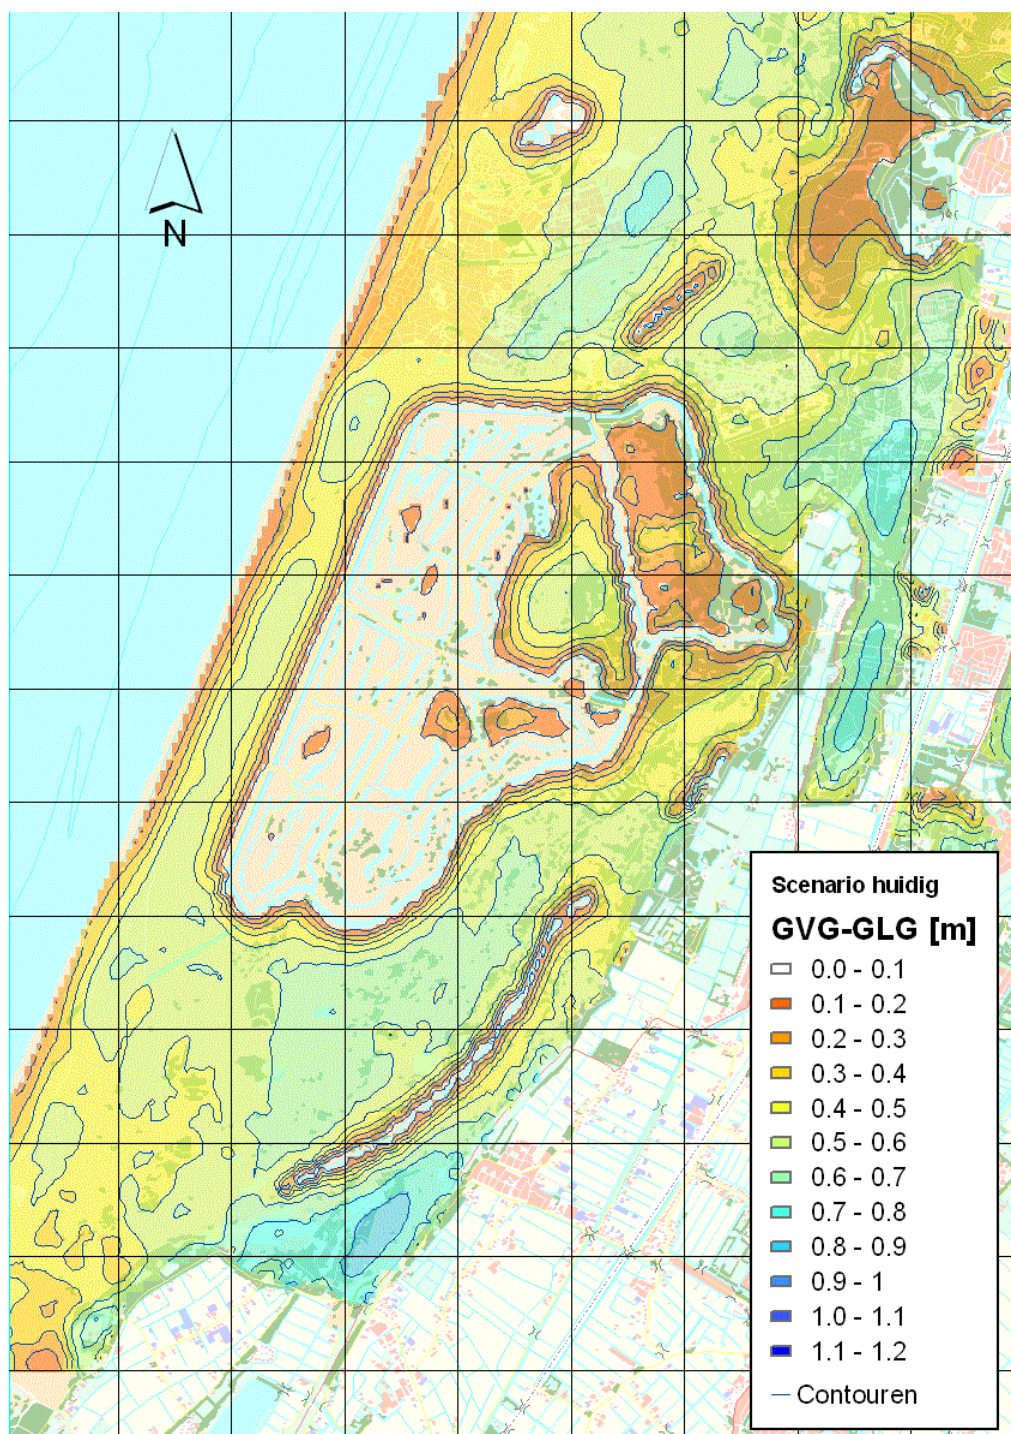 N
Scenario huidig
GVG-GLG [m]
0.0 - 0.1
0.1 - 0.2
0.2 - 0.3
0.3 - 0.4
0.4 - 0.5
0.5 - 0.6
0.6 - 0.7
0.7 - 0.8
0.8 - 0.9
0.9 - 1
1.0 - 1.1
1.1 - 1.2
Contouren